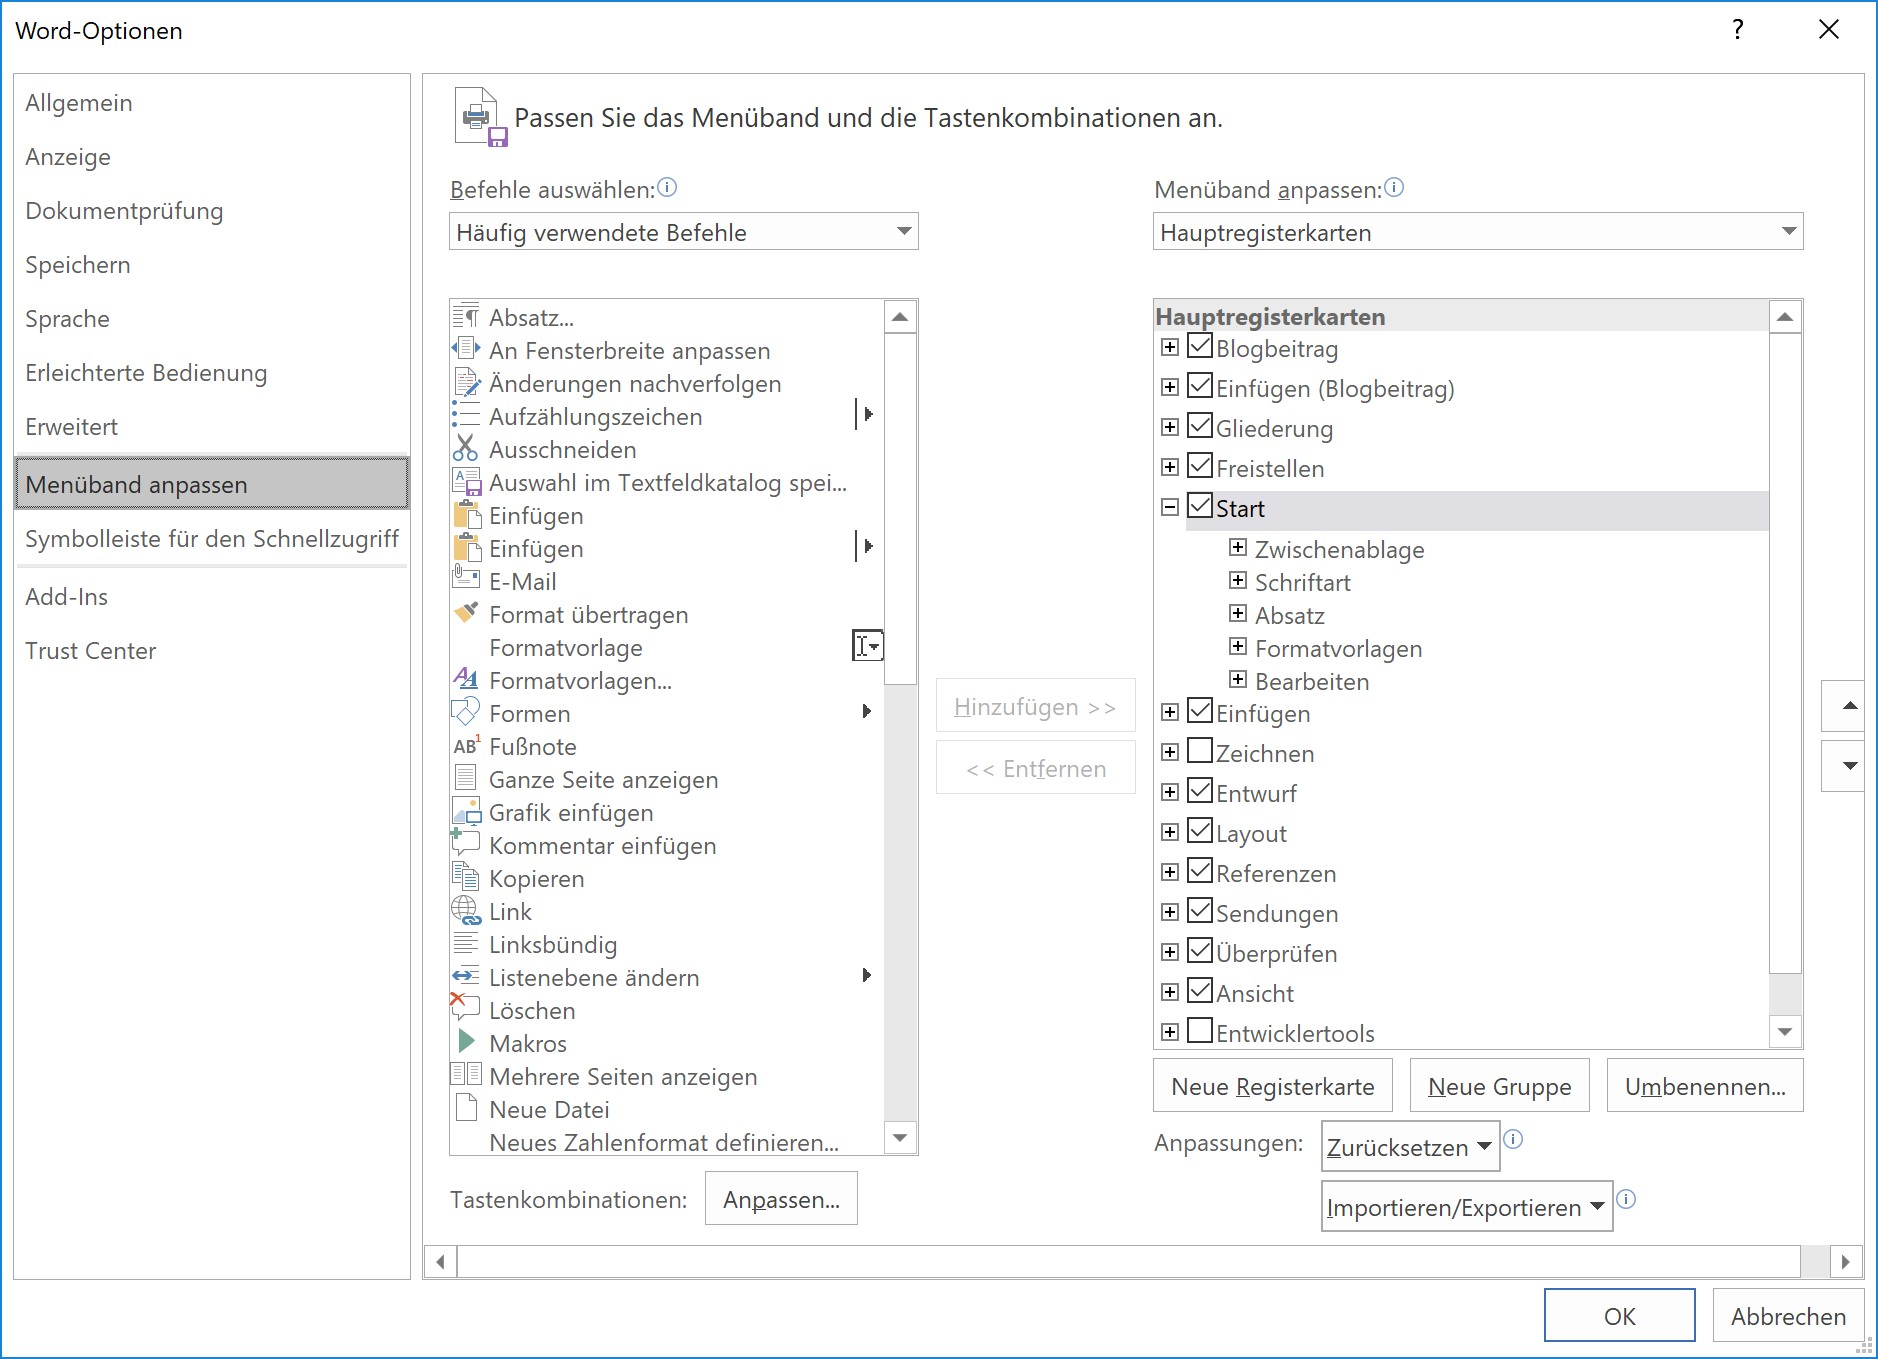 Word-Optionen
?
Allgemein
Anzeige
Dokumentprüfung
Speichern
Sprache
Erleichterte Bedienung
Erweitert
Menüband anpassen
Symbolleiste für den Schnellzugriff
Add-Ins
Trust Center
Passen Sie das Menüband und die Tastenkombinationen an.
Befehle auswählen:
Häufig verwendete Befehle
Absatz...
An Fensterbreite anpassen
Änderungen nachverfolgen
Aufzählungszeichen
Ausschneiden
Auswahl im Textfeldkatalog spei...
Einfügen
Einfügen
E-Mail
Format übertragen
Formatvorlage
Formatvorlagen...
Formen
Fußnote
Ganze Seite anzeigen
Grafik einfügen
Kommentar einfügen
Kopieren
Link
Linksbündig
Listenebene ändern
Löschen
Makros
Mehrere Seiten anzeigen
Neue Datei
Neues Zahlenformat definieren...
Tastenkombinationen: Anpassen...
Hinzufügen >>
<< Entfernen
Menüband anpassen:
Hauptregisterkarten
Hauptregisterkarten
Blogbeitrag
Einfügen (Blogbeitrag)
Gliederung
Freistellen
Start
Zwischenablage
Schriftart
Absatz
Formatvorlagen
Bearbeiten
Einfügen
Zeichnen
Entwurf
Layout
Referenzen
Sendungen
Überprüfen
Ansicht
Entwicklertools
Neue Registerkarte Neue Gruppe Umbenennen...
Anpassungen: Zurücksetzen
Importieren/Exportieren
OK Abbrechen